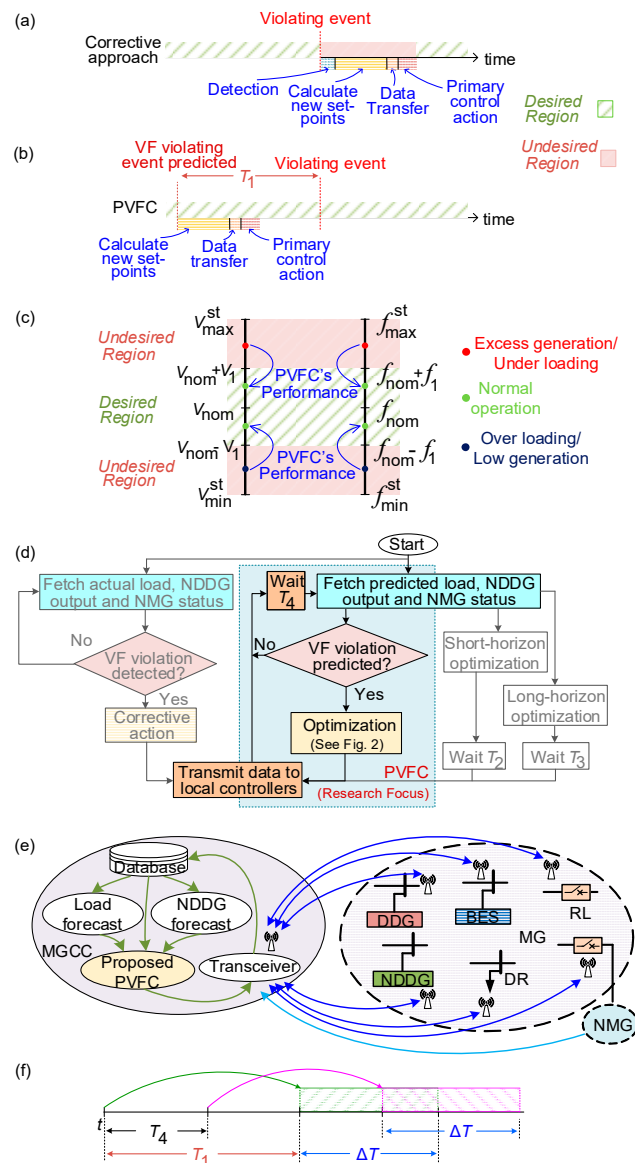 (a)
Violating event
Corrective
approach
time
Detection
Calculate
new set-
points
Data
Transfer
Primary
control
action
Desired
Region
Undesired
Region
(b)
VF violating
event predicted
Violating event
T1
PVFC
time
Calculate
new set-
points
Data
transfer
Primary
control
action
(c)
Undesired
Region
Desired
Region
Undesired
Region
V st max
Vnom+V1
Vnom
Vnom-V1
V st min
PVFC's
Performance
PVFC's
Performance
f st max
fnom+f1
fnom
fnom-f1
f st min
Excess generation/
Under loading
Normal
operation
Over loading/
Low generation
(d)
Start
Fetch actual load, NDDG
output and NMG status
Wait
T4
Fetch predicted load, NDDG
output and NMG status
No
VF violation
detected?
Yes
Corrective
action
No
VF violation
predicted?
Yes
Optimization
(See Fig. 2)
Short-horizon
optimization
Long-horizon
optimization
Wait T2
Wait T3
Transmit data to
local controllers
PVFC
(Research Focus)
(e)
Database
Load
forecast
NDDG
forecast
MGCC
Proposed
PVFC
Transceiver
DDG
BES
RL
MG
NDDG
DR
NMG
(f)
t
T4
ΔT
T1
ΔT